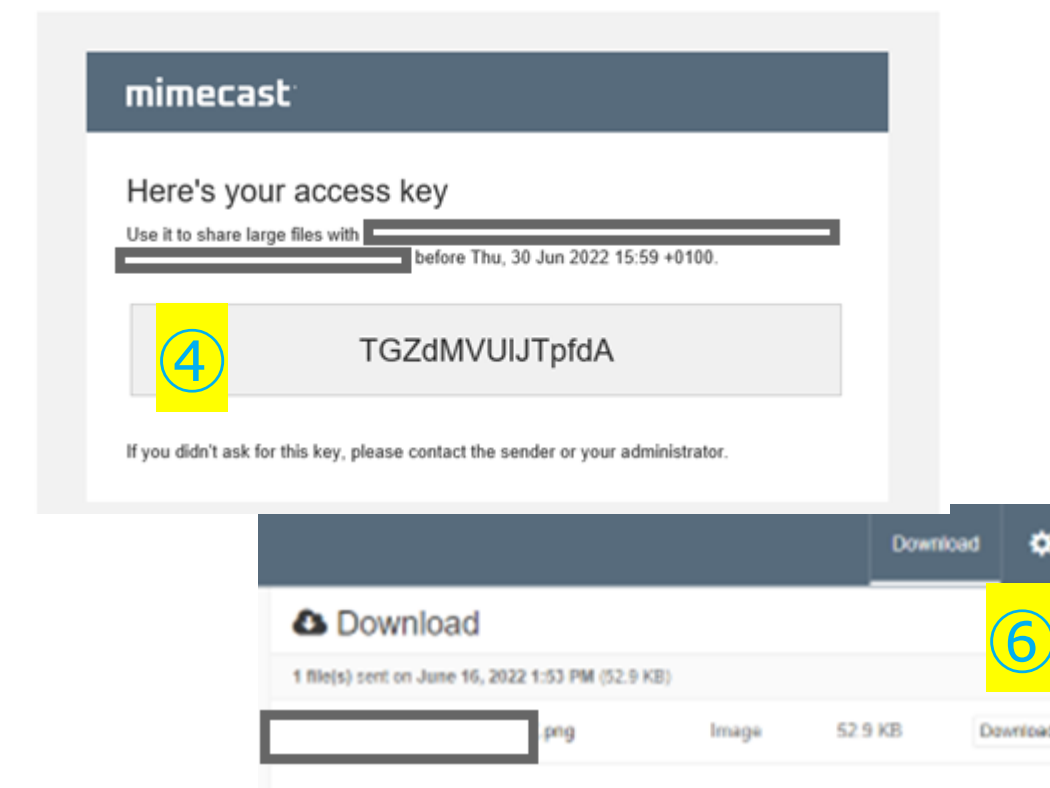 mimecast
Here's your access key
Use it to share large files with
before Thu, 30 Jun 2022 15:59 +0100.
④
TGZdMVUIJTpfdA
If you didn't ask for this key, please contact the sender or your administrator.
Download
Download
⑥
1 file(s) sent on June 16, 2022 1:53 PM (52.9 KB)
.png Image 52.9 KB Download